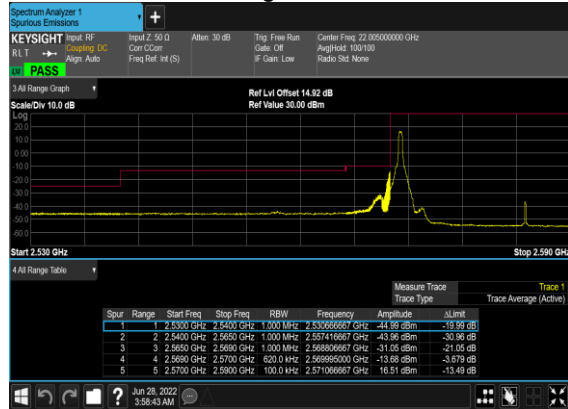 Spectrum Analyzer 1
Spurious Emissions
KEYSIGHT
RLT
Input: RF
Coupling: DC
Align: Auto
Input Z: 50 Ω
Corr CCorr
Freq Ref: Int (S)
Atten: 30 dB
Trig: Free Run
Gate: Off
IF Gain: Low
Center Freq: 22.005000000 GHz
Avg|Hold: 100/100
Radio Std: None
PASS
3 All Range Graph
Ref Lvl Offset 14.92 dB
Scale/Div 10.0 dB
Ref Value 30.00 dBm
Log
20.0
10.0
0.00
-10.0
-20.0
-30.0
-40.0
-50.0
-60.0
Start 2.530 GHz
Stop 2.590 GHz
4 All Range Table
Measure Trace Trace 1
Trace Type Trace Average (Active)
Spur Range Start Freq Stop Freq RBW Frequency Amplitude ΔLimit
1 1 2.5300 GHz 2.5400 GHz 1.000 MHz 2.530666667 GHz -44.99 dBm -19.99 dB
2 2 2.5400 GHz 2.5650 GHz 1.000 MHz 2.557416667 GHz -43.96 dBm -30.96 dB
3 3 2.5650 GHz 2.5690 GHz 1.000 MHz 2.568806667 GHz -31.05 dBm -21.05 dB
4 4 2.5690 GHz 2.5700 GHz 620.0 kHz 2.569995000 GHz -13.68 dBm -3.679 dB
5 5 2.5700 GHz 2.5900 GHz 100.0 kHz 2.571066667 GHz 16.51 dBm -13.49 dB
?
Jun 28, 2022
3:58:43 AM